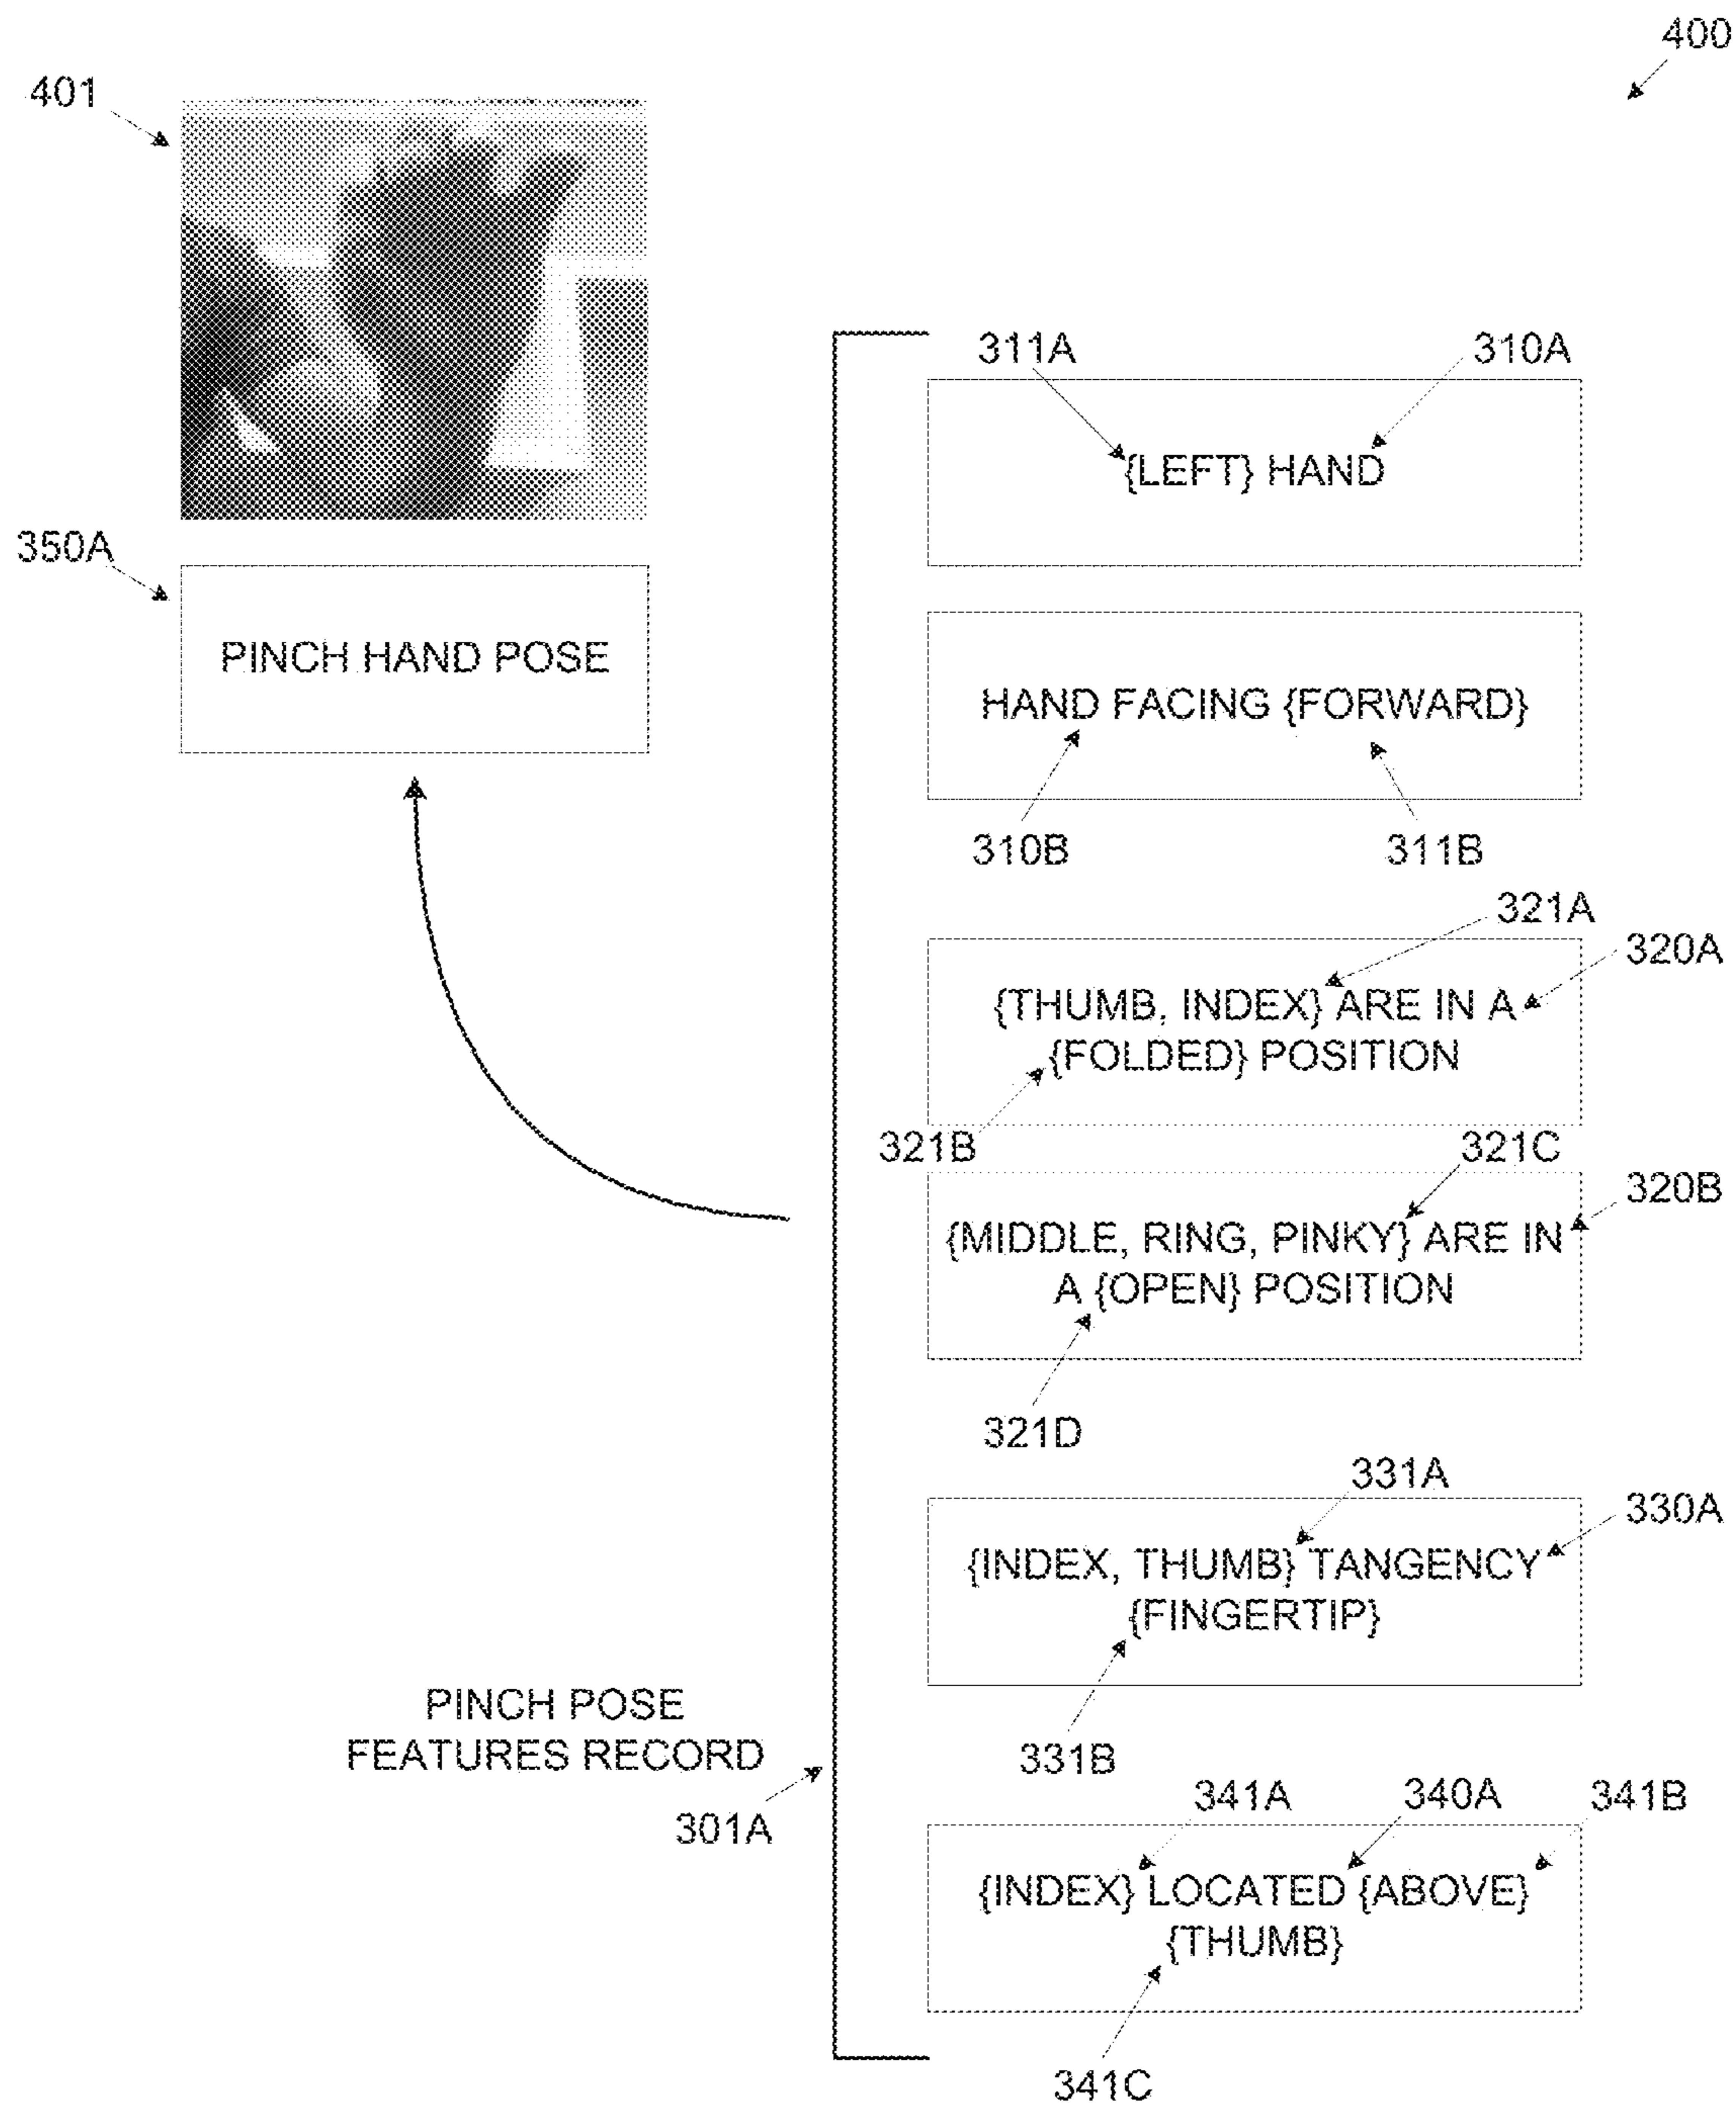 400
401
350A
PINCH HAND POSE
311A 310A
{LEFT} HAND
HAND FACING {FORWARD}
310B 311B
321A
320A
{THUMB, INDEX} ARE IN A
{FOLDED} POSITION
321B 321C
320B
{MIDDLE, RING, PINKY} ARE IN
A {OPEN} POSITION
321D
331A
330A
{INDEX, THUMB} TANGENCY
{FINGERTIP}
331B
PINCH POSE
FEATURES RECORD
301A
341A 340A 341B
{INDEX} LOCATED {ABOVE}
{THUMB}
341C